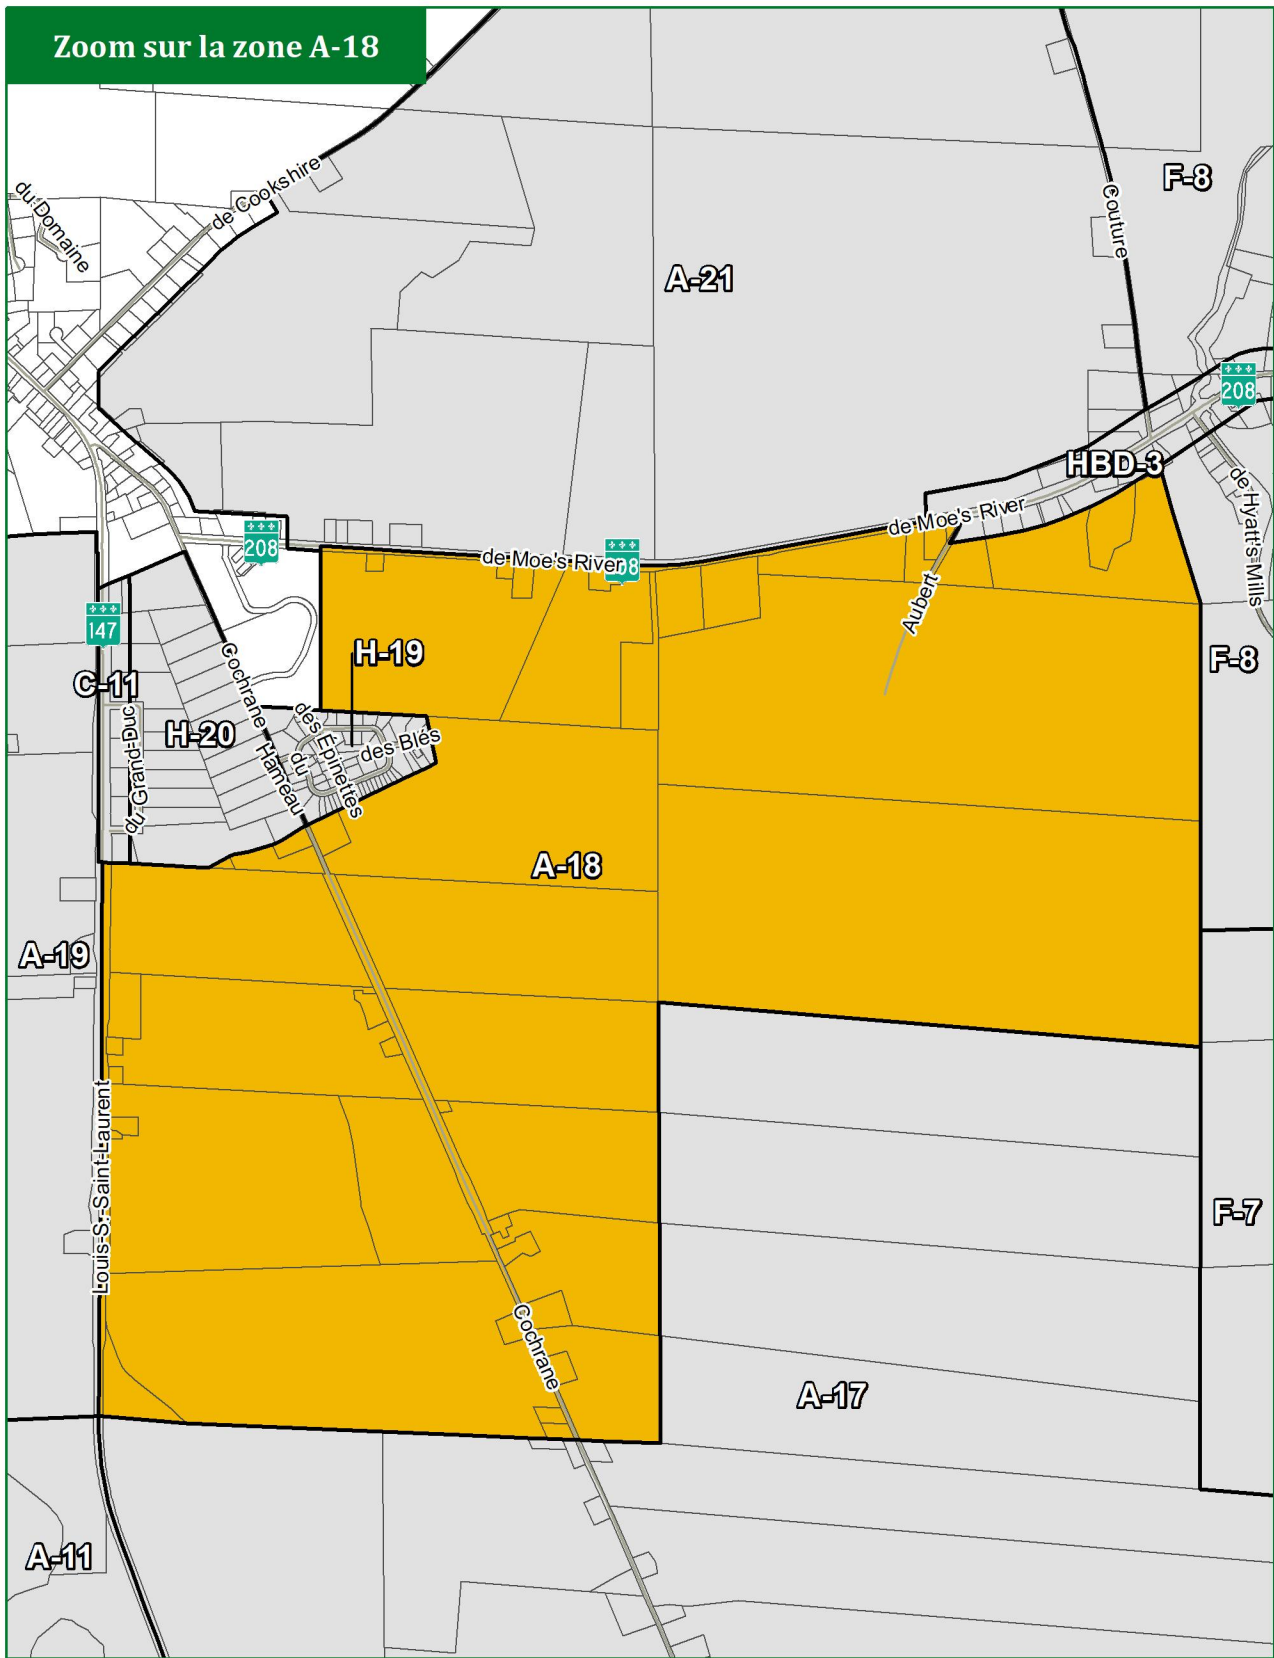 Zoom sur la zone A-18
F-8
de Cookshire
du Domaine
Couture
A-21
208
HBD-3
de Hyatt's Mills
de Moe's River
208
de Moe's River
208
Aubert
147
H-19
F-8
Cochrane
C-11
des Épinettes
H-20
du Grand-Duc
des Blés
du
Hameau
A-18
A-19
Louis-S.-Saint-Laurent
F-7
Cochrane
A-17
A-11